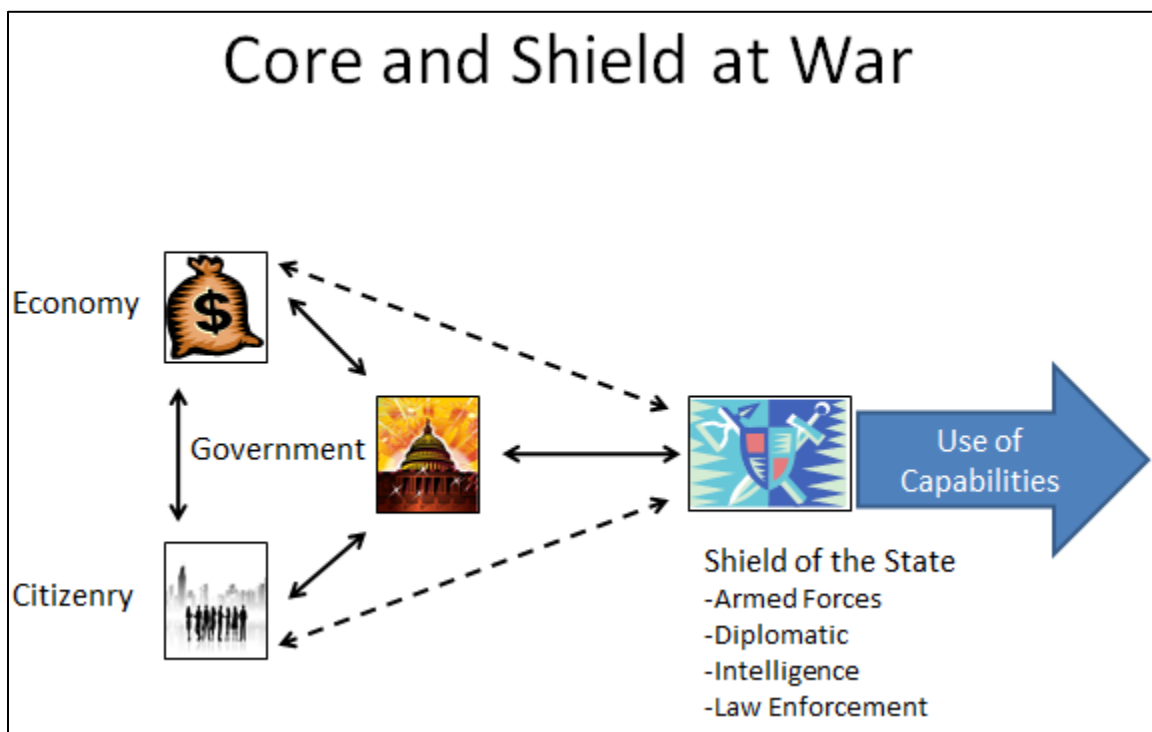 Core and Shield at War
Economy
$
Government
Use of
Capabilities
Citizenry
Shield of the State
-Armed Forces
-Diplomatic
-Intelligence
-Law Enforcement